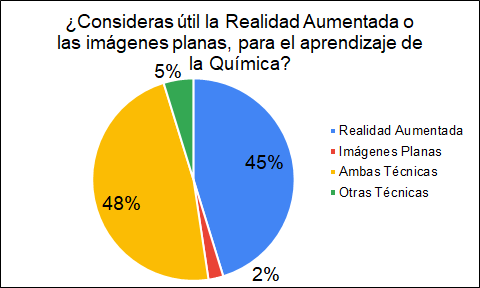 ¿Consideras útil la Realidad Aumentada o
las imágenes planas, para el aprendizaje de
la Química?
5%
45%
48%
2%
Realidad Aumentada
Imágenes Planas
Ambas Técnicas
Otras Técnicas